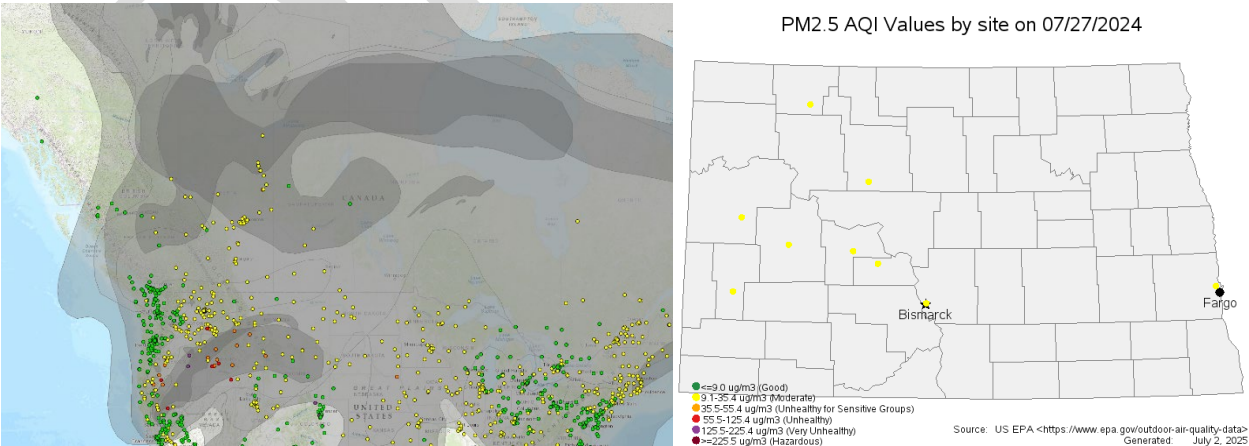 PM2.5 AQI Values by site on 07/27/2024
CANADA
UNITED
STATES
Bismarck
Fargo
<=9.0 ug/m3 (Good)
9.1-35.4 ug/m3 (Moderate)
35.5-55.4 ug/m3 (Unhealthy for Sensitive Groups)
55.5-125.4 ug/m3 (Unhealthy)
125.5-225.4 ug/m3 (Very Unhealthy)
>=225.5 ug/m3 (Hazardous)
Source: US EPA <https://www.epa.gov/outdoor-air-quality-data>
Generated: July 2, 2025